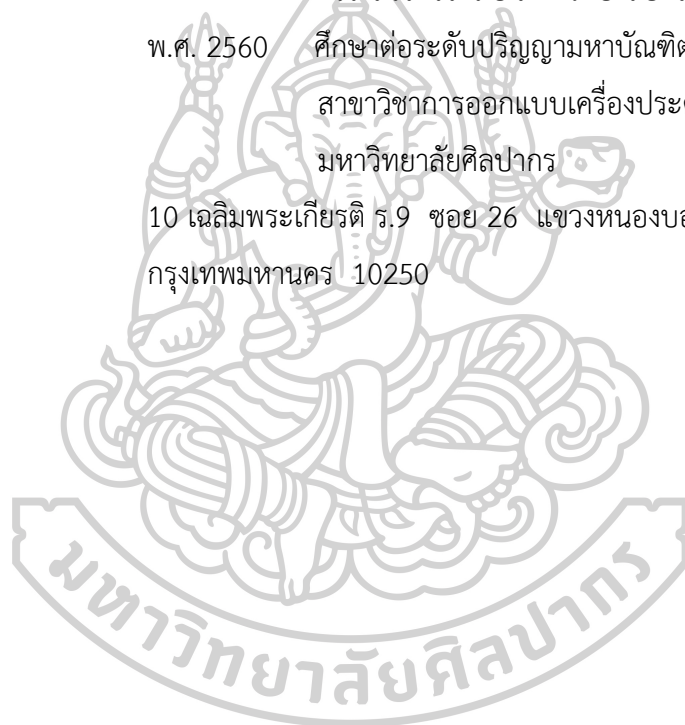 พ.ศ. 2560 ศึกษาต่อระดับปริญญามหาบัณฑิต
สาขาวิชาการออกแบบเครื่องประ
มหาวิทยาลัยศิลปากร
10 เฉลิมพระเกียรติ ร.9 ซอย 26 แขวงหนองบอ
กรุงเทพมหานคร 10250
มหาวิทยาลัยศิลปากร